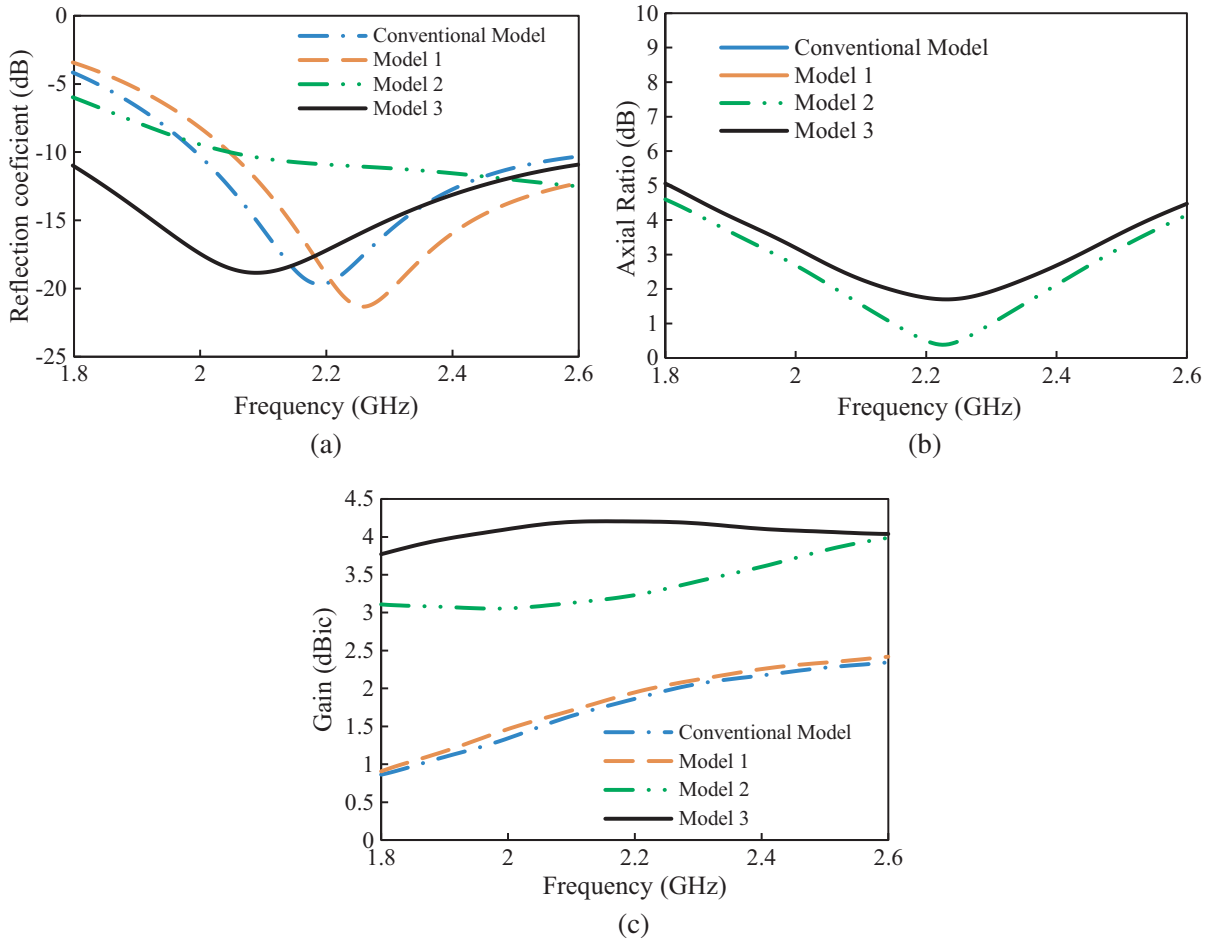 0
-5
-10
-15
-20
-25
Reflection coeficient (dB)
Conventional Model
Model 1
Model 2
Model 3
1.8
2
2.2
2.4
2.6
Frequency (GHz)
(a)
10
9
8
7
6
5
4
3
2
1
0
Axial Ratio (dB)
Conventional Model
Model 1
Model 2
Model 3
1.8
2
2.2
2.4
2.6
Frequency (GHz)
(b)
4.5
4
3.5
3
2.5
2
1.5
1
0.5
0
Gain (dBic)
Conventional Model
Model 1
Model 2
Model 3
1.8
2
2.2
2.4
2.6
Frequency (GHz)
(c)